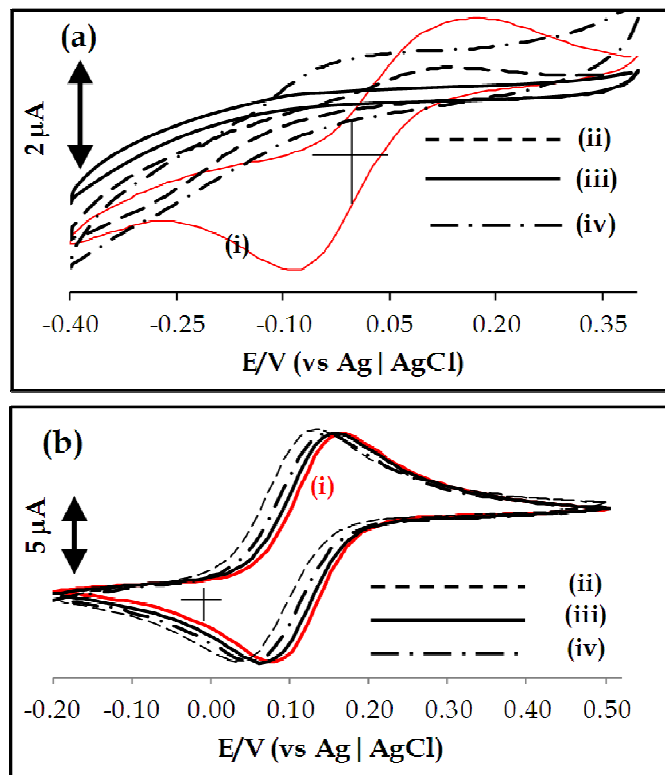 (a)
2 µA
(ii)
(iii)
(iv)
(i)
-0.40 -0.25 -0.10 0.05 0.20 0.35
E/V (vs Ag|AgCl)
(b)
(i)
5 µA
(ii)
(iii)
(iv)
-0.20 0.00 0.10 0.20 0.30 0.40 0.50
E/V (vs Ag|AgCl)